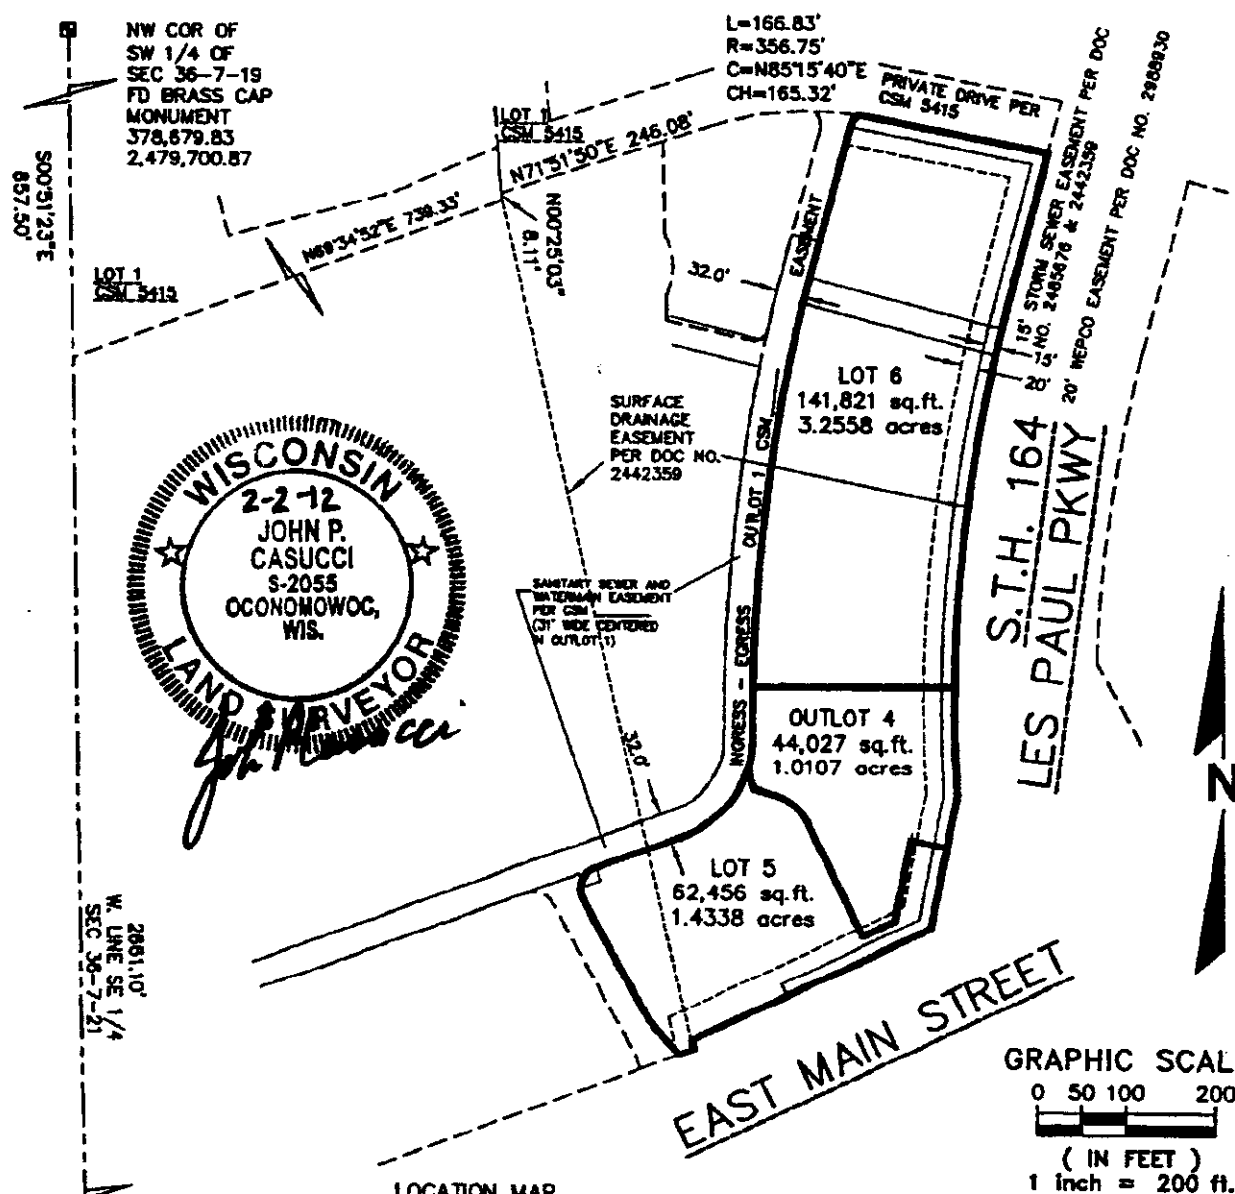 NW COR OF
SW 1/4 OF
SEC 36-7-19
FD BRASS CAP
MONUMENT
378,679.83
2,479,700.87
L=166.83'
R=356.75'
C=N85°15'40"E
CH=165.32'
PRIVATE DRIVE PER
CSM 5415
LOT 1
CSM 5415
N71°51'50"E 246.08'
N69°34'52"E 739.33'
N00°25'03"
8.11'
S00°51'23"E
857.50'
LOT 1
CSM 5415
15' STORM SEWER EASEMENT PER DOC
NO. 2485676 & 2442359
20' WEPCO EASEMENT PER DOC NO. 2988930
EASEMENT
32.0'
15'
20'
LOT 6
141,821 sq.ft.
3.2558 acres
SURFACE
DRAINAGE
EASEMENT
PER DOC NO.
2442359
OUTLOT 1 CSM
S.T.H. 164
LES PAUL PKWY
WISCONSIN
2-2-12
JOHN P.
CASUCCI
S-2055
OCONOMOWOC,
WIS.
LAND SURVEYOR
SANITARY SEWER AND
WATERMAIN EASEMENT
PER CSM
(31' WIDE CENTERED
IN OUTLOT 1)
INGRESS - EGRESS
32.0'
OUTLOT 4
44,027 sq.ft.
1.0107 acres
N
LOT 5
62,456 sq.ft.
1.4338 acres
2661.10'
W. LINE SE 1/4
SEC 36-7-21
EAST MAIN STREET
GRAPHIC SCAL
0 50 100 200
( IN FEET )
1 inch = 200 ft.
LOCATION MAP